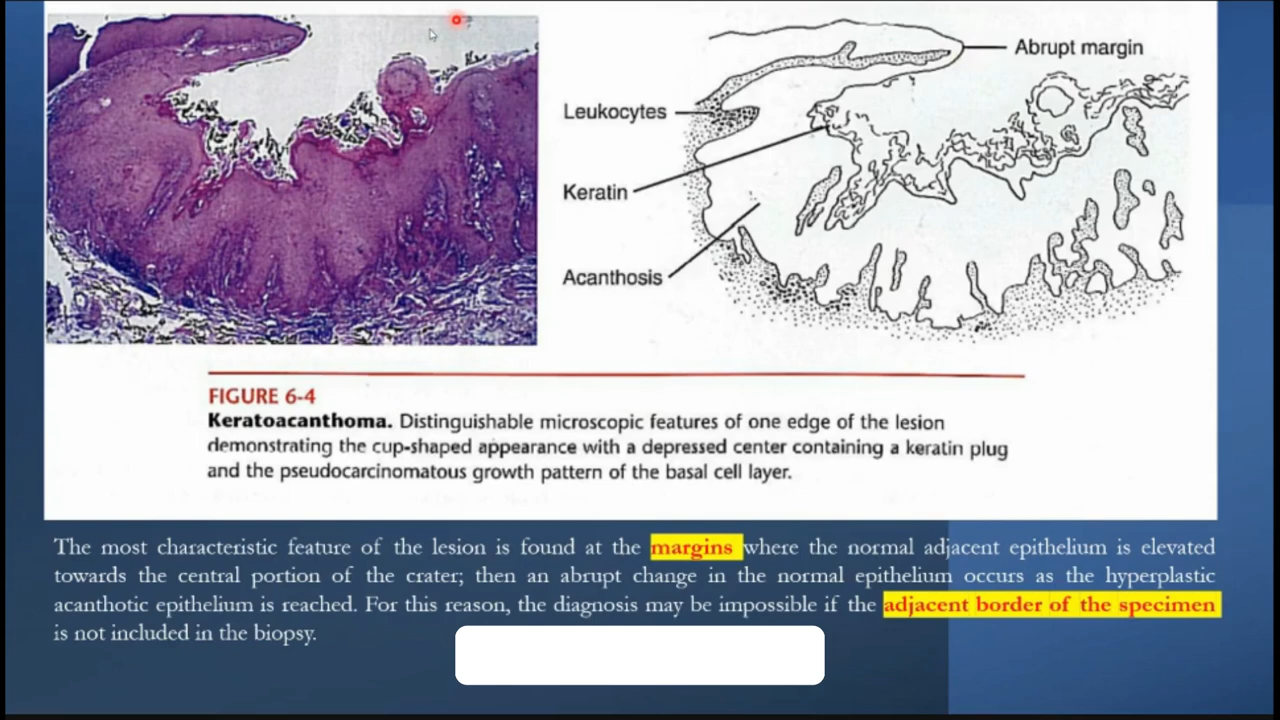 Abrupt margin
Leukocytes
Keratin
Acanthosis
FIGURE 6-4
Keratoacanthoma. Distinguishable microscopic features of one edge of the lesion
demonstrating the cup-shaped appearance with a depressed center containing a keratin plug
and the pseudocarcinomatous growth pattern of the basal cell layer.
The most characteristic feature of the lesion is found at the margins where the normal adjacent epithelium is elevated
towards the central portion of the crater; then an abrupt change in the normal epithelium occurs as the hyperplastic
acanthotic epithelium is reached. For this reason, the diagnosis may be impossible if the adjacent border of the specimen
is not included in the biopsy.